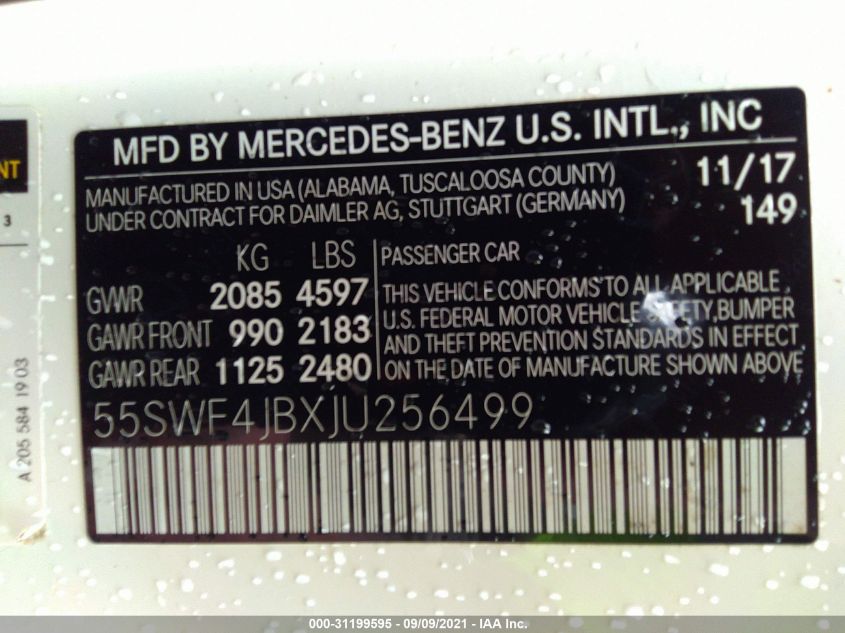 MFD BY MERCEDES-BENZ U.S. INTL., INC
MANUFACTURED IN USA (ALABAMA, TUSCALOOSA COUNTY) 11/17
UNDER CONTRACT FOR DAIMLER AG, STUTTGART (GERMANY) 149
KG LBS
GVWR 2085 4597
GAWR FRONT 990 2183
GAWR REAR 1125 2480
PASSENGER CAR
THIS VEHICLE CONFORMS TO ALL APPLICABLE
U.S. FEDERAL MOTOR VEHICLE SAFETY, BUMPER
AND THEFT PREVENTION STANDARDS IN EFFECT
ON THE DATE OF MANUFACTURE SHOWN ABOVE
55SWF4JBXJU256499
NT
3
A 205 584 19 03
000-31199595 - 09/09/2021 - IAA Inc.